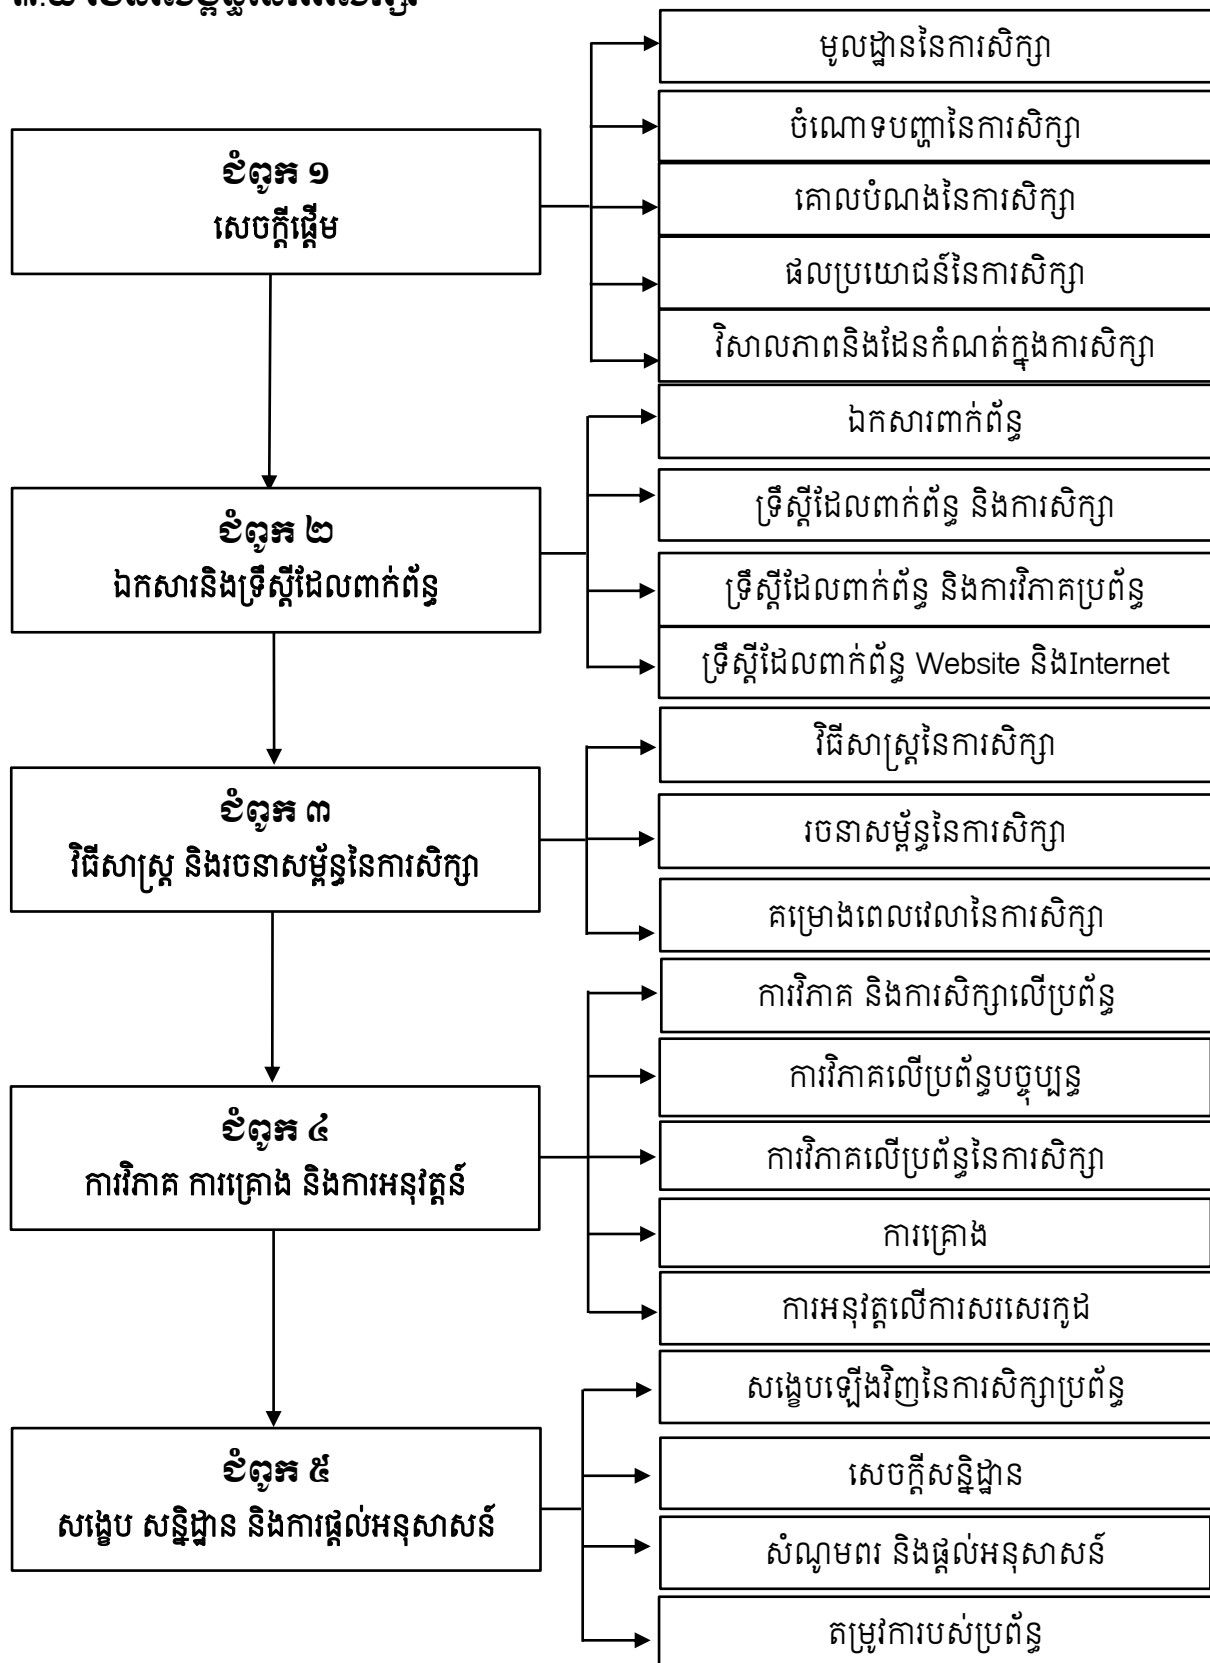 មូលដ្ឋាននៃការសិក្សា
ចំណោទបញ្ហានៃការសិក្សា
ជំពូក ១
សេចក្តីផ្តើម
គោលបំណងនៃការសិក្សា
ផលប្រយោជន៍នៃការសិក្សា
វិសាលភាពនិងដែនកំណត់ក្នុងការសិក្សា
ឯកសារពាក់ព័ន្ធ
ជំពូក ២
ឯកសារនិងទ្រឹស្តីដែលពាក់ព័ន្ធ
ទ្រឹស្តីដែលពាក់ព័ន្ធ និងការសិក្សា
ទ្រឹស្តីដែលពាក់ព័ន្ធ និងការវិភាគប្រព័ន្ធ
ទ្រឹស្តីដែលពាក់ព័ន្ធ Website និងInternet
វិធីសាស្ត្រនៃការសិក្សា
ជំពូក ៣
វិធីសាស្ត្រ និងរចនាសម្ព័ន្ធនៃការសិក្សា
រចនាសម្ព័ន្ធនៃការសិក្សា
គម្រោងពេលវេលានៃការសិក្សា
ការវិភាគ និងការសិក្សាលើប្រព័ន្ធ
ការវិភាគលើប្រព័ន្ធបច្ចុប្បន្ន
ជំពូក ៤
ការវិភាគ ការគ្រោង និងការអនុវត្តន៍
ការវិភាគលើប្រព័ន្ធនៃការសិក្សា
ការគ្រោង
ការអនុវត្តលើការសរសេរកូដ
សង្ខេបឡើងវិញនៃការសិក្សាប្រព័ន្ធ
ជំពូក ៥
សង្ខេប សន្និដ្ឋាន និងការផ្តល់អនុសាសន៍
សេចក្តីសន្និដ្ឋាន
សំណូមពរ និងផ្តល់អនុសាសន៍
តម្រូវការបស់ប្រព័ន្ធ